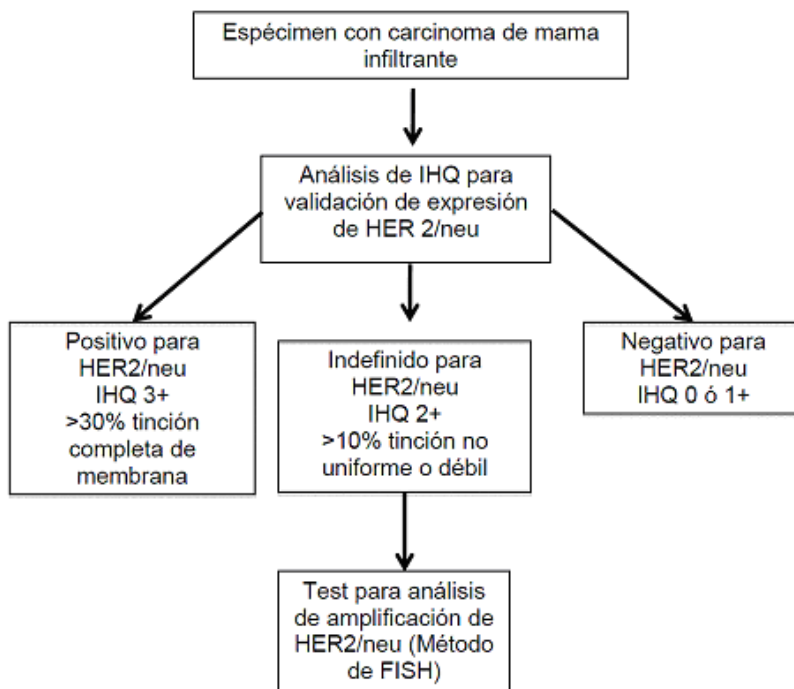 Espécimen con carcinoma de mama
infiltrante
Análisis de IHQ para
validación de expresión
de HER 2/neu
Positivo para
HER2/neu
IHQ 3+
>30% tinción
completa de
membrana
Indefinido para
HER2/neu
IHQ 2+
>10% tinción no
uniforme o débil
Negativo para
HER2/neu
IHQ 0 ó 1+
Test para análisis
de amplificación de
HER2/neu (Método
de FISH)